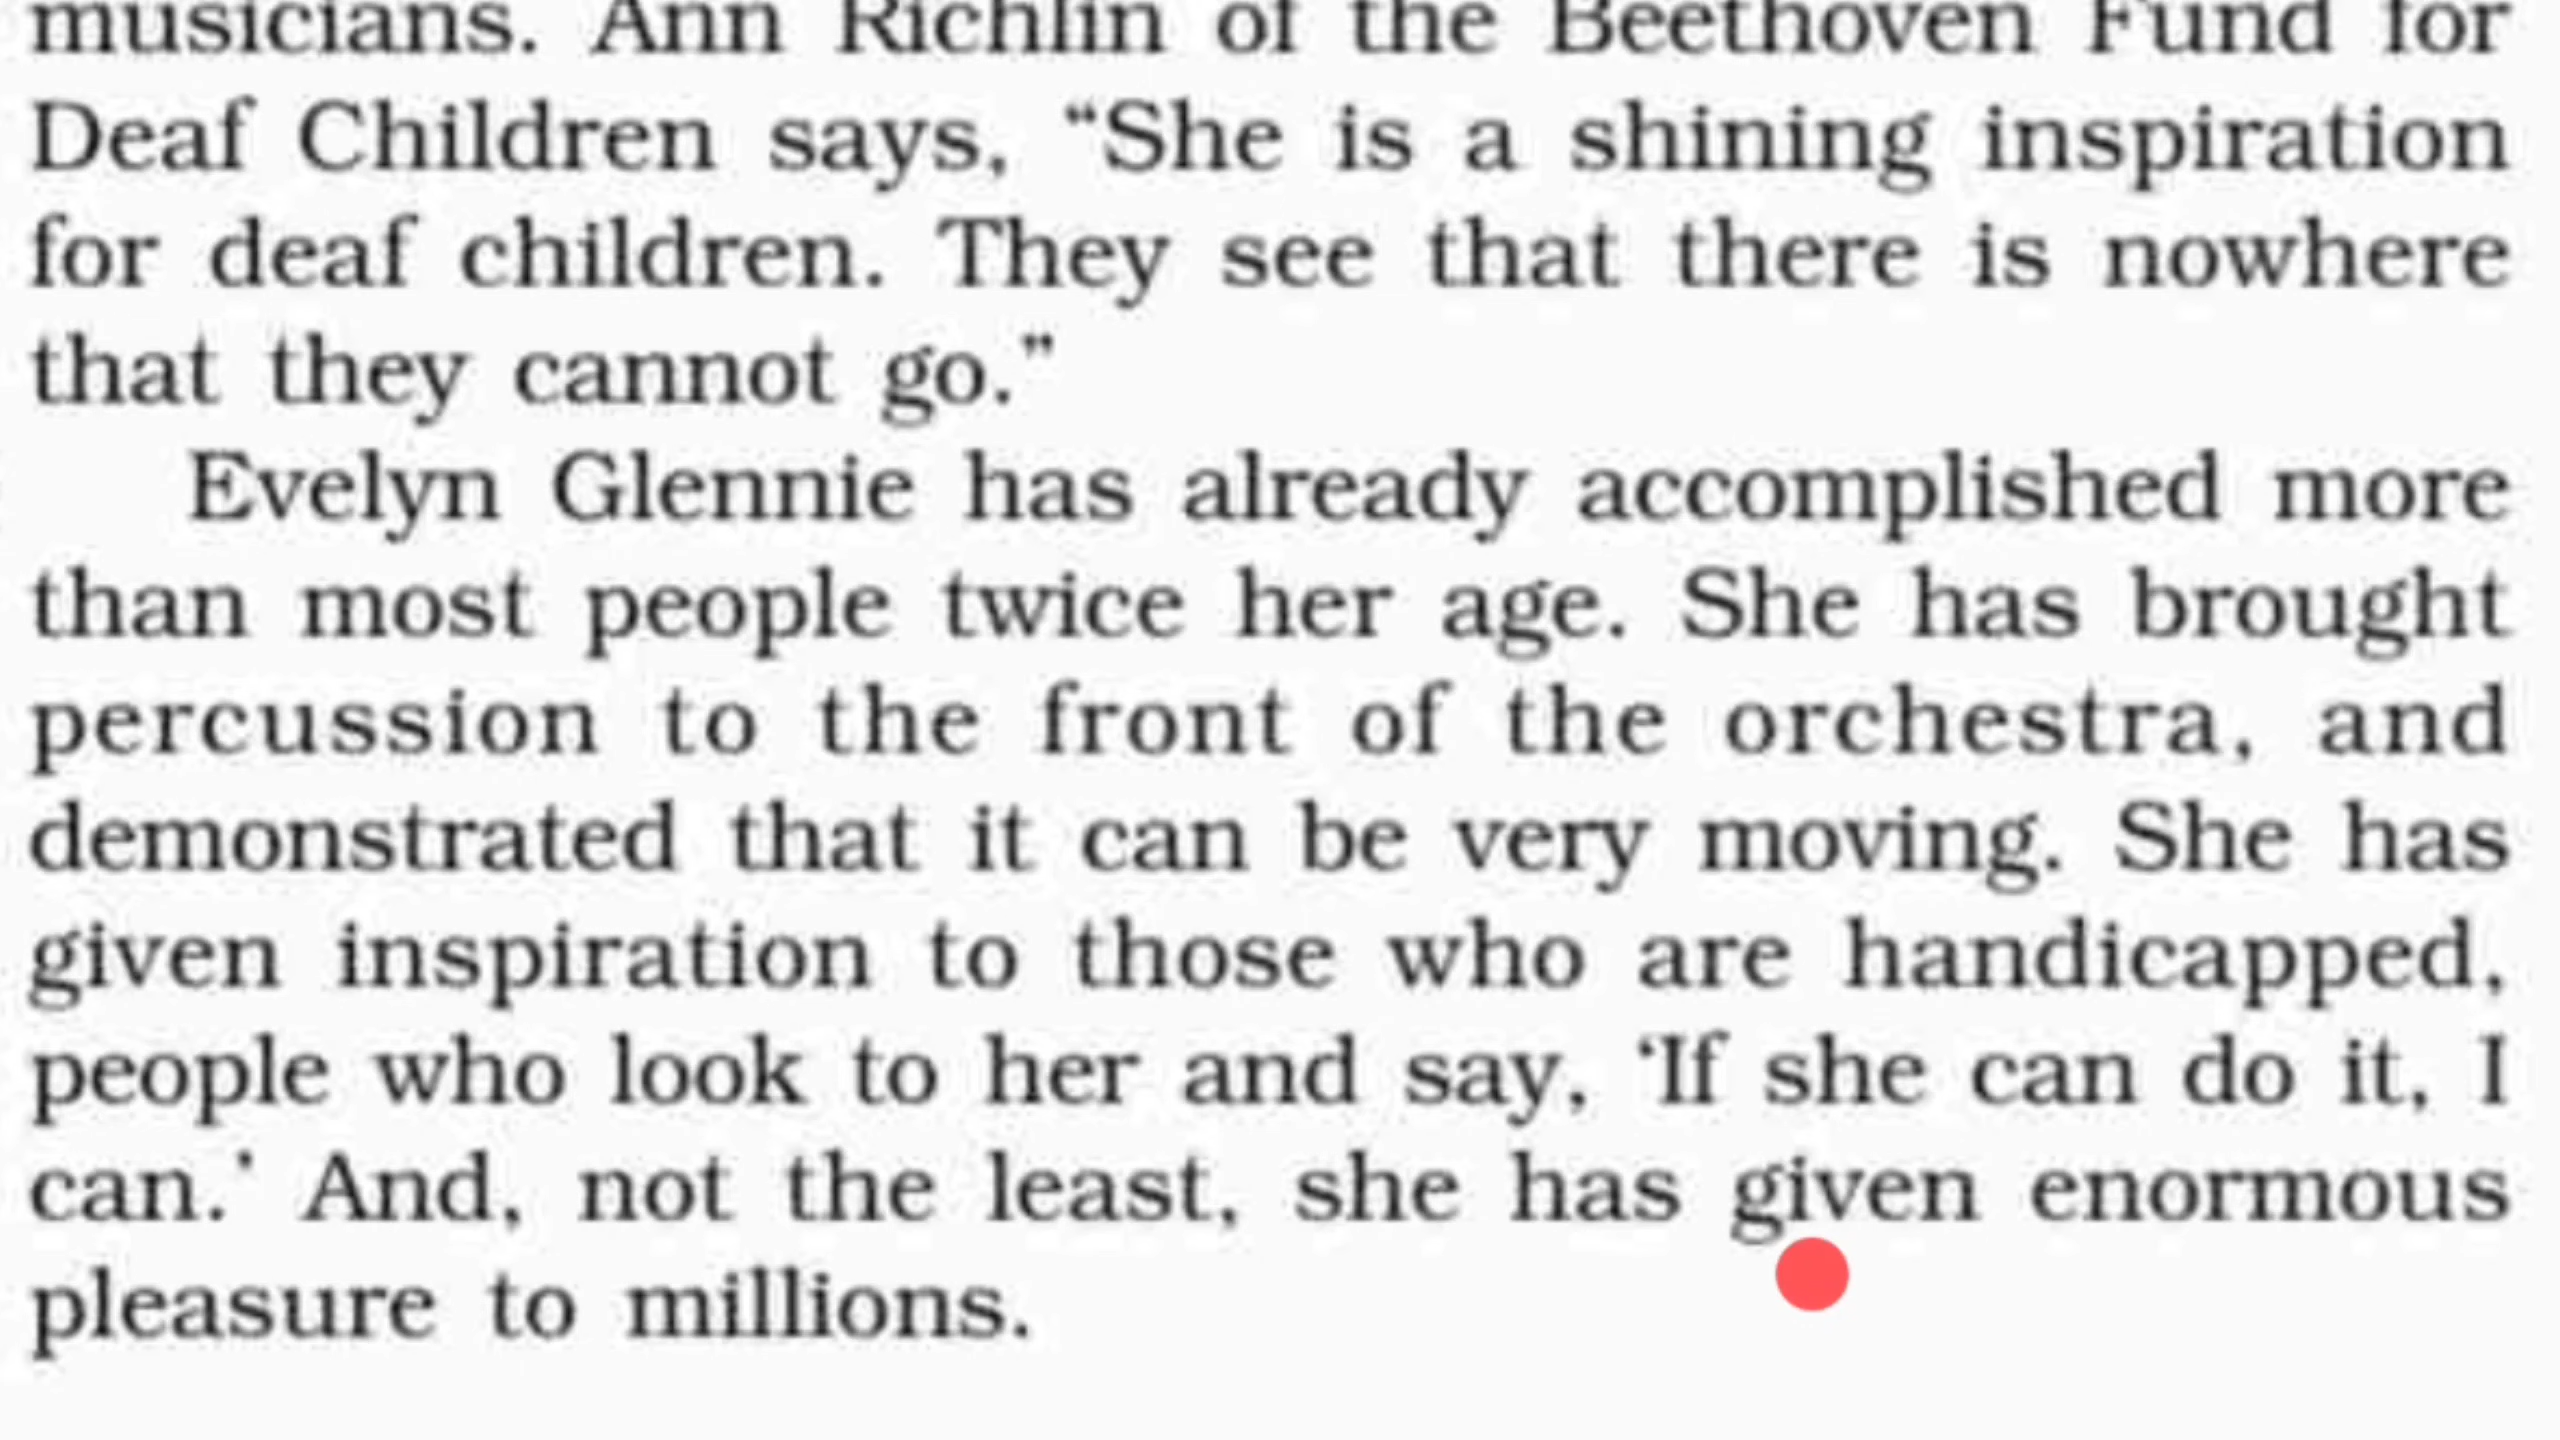 musicians. Ann Richlin of the Beethoven Fund for
Deaf Children says, “She is a shining inspiration
for deaf children. They see that there is nowhere
that they cannot go.”
Evelyn Glennie has already accomplished more
than most people twice her age. She has brought
percussion to the front of the orchestra, and
demonstrated that it can be very moving. She has
given inspiration to those who are handicapped,
people who look to her and say, ‘If she can do it, I
can.’ And, not the least, she has given enormous
pleasure to millions.